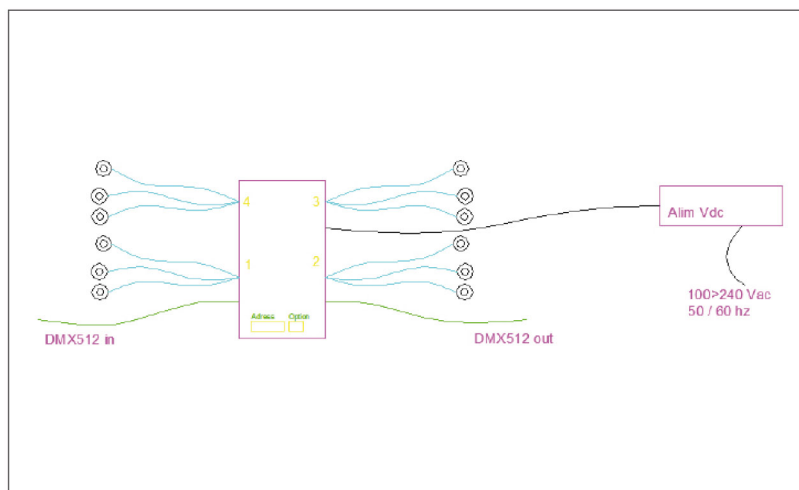 4 3
Alim Vdc
1 2
100>240 Vac
50 / 60 hz
Adress Option
DMX512 in
DMX512 out